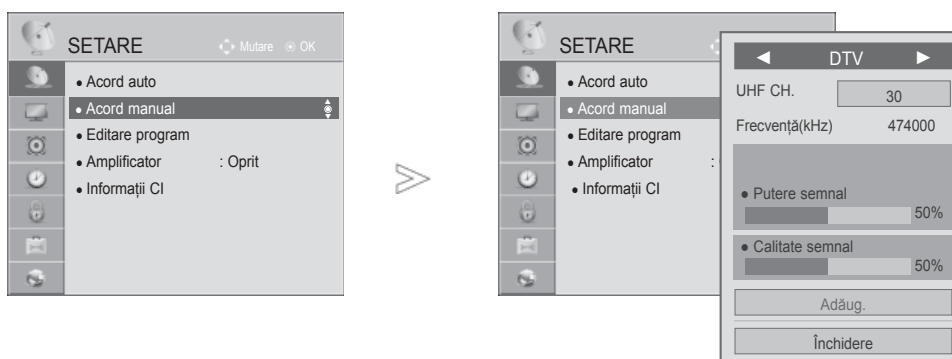 SETARE
Mutare OK
Acord auto
Acord manual
Editare program
Amplificator : Oprit
Informații CI
SETARE
Acord auto
Acord manual
Editare program
Amplificator :
Informații CI
DTV
UHF CH. 30
Frecvență(kHz) 474000
Putere semnal
50%
Calitate semnal
50%
Adăug.
Închidere